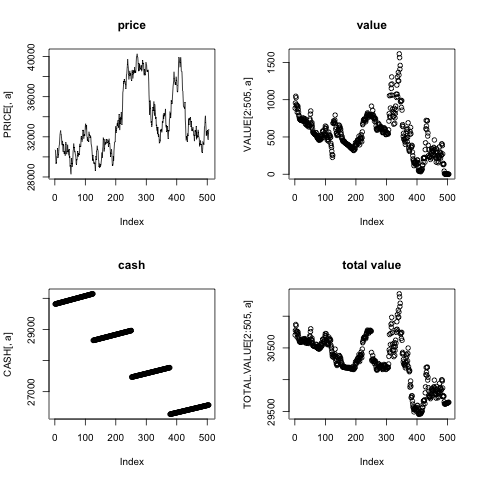 price
PRICE[, a]
28000 32000 36000 40000
0 100 200 300 400 500
Index
value
VALUE[2:505, a]
0 500 1000 1500
0 100 200 300 400 500
Index
cash
CASH[, a]
27000 29000
0 100 200 300 400 500
Index
total value
TOTAL.VALUE[2:505, a]
29500 30500
0 100 200 300 400 500
Index